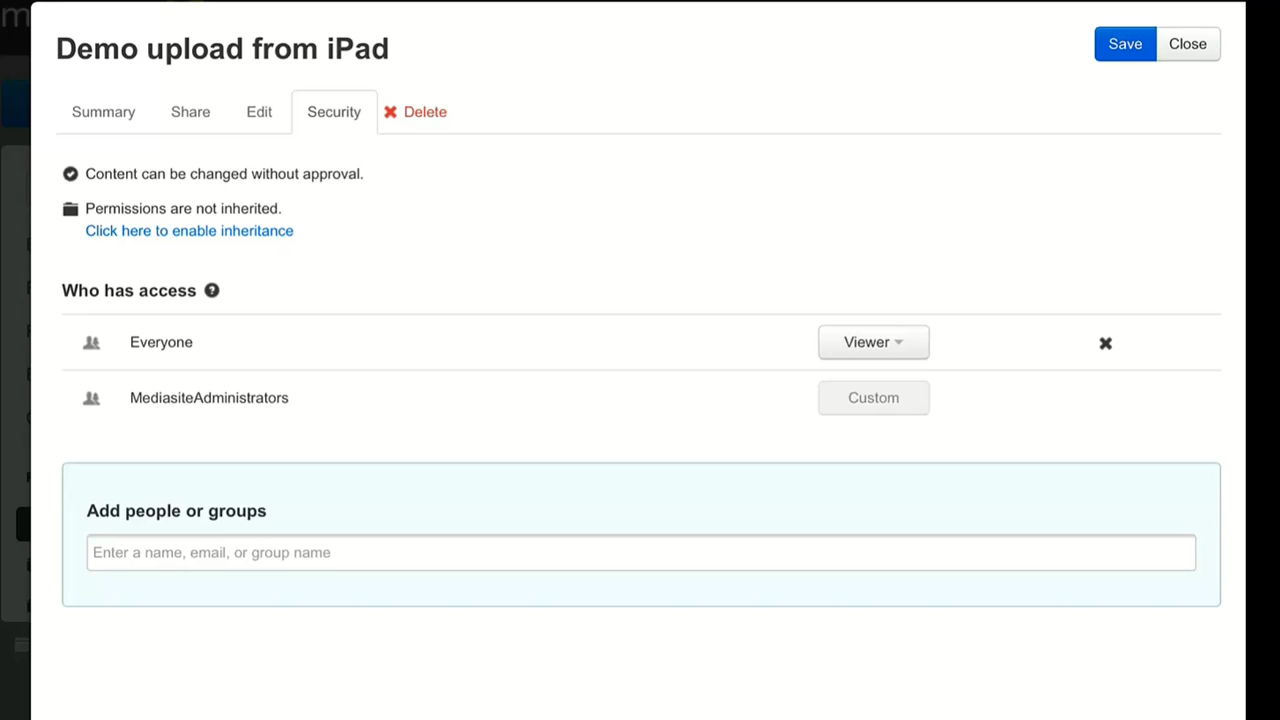 m
Demo upload from iPad
Save
Close
Summary
Share
Edit
Security
Delete
Content can be changed without approval.
Permissions are not inherited.
Click here to enable inheritance
Who has access
Everyone
Viewer
MediasiteAdministrators
Custom
Add people or groups
Enter a name, email, or group name